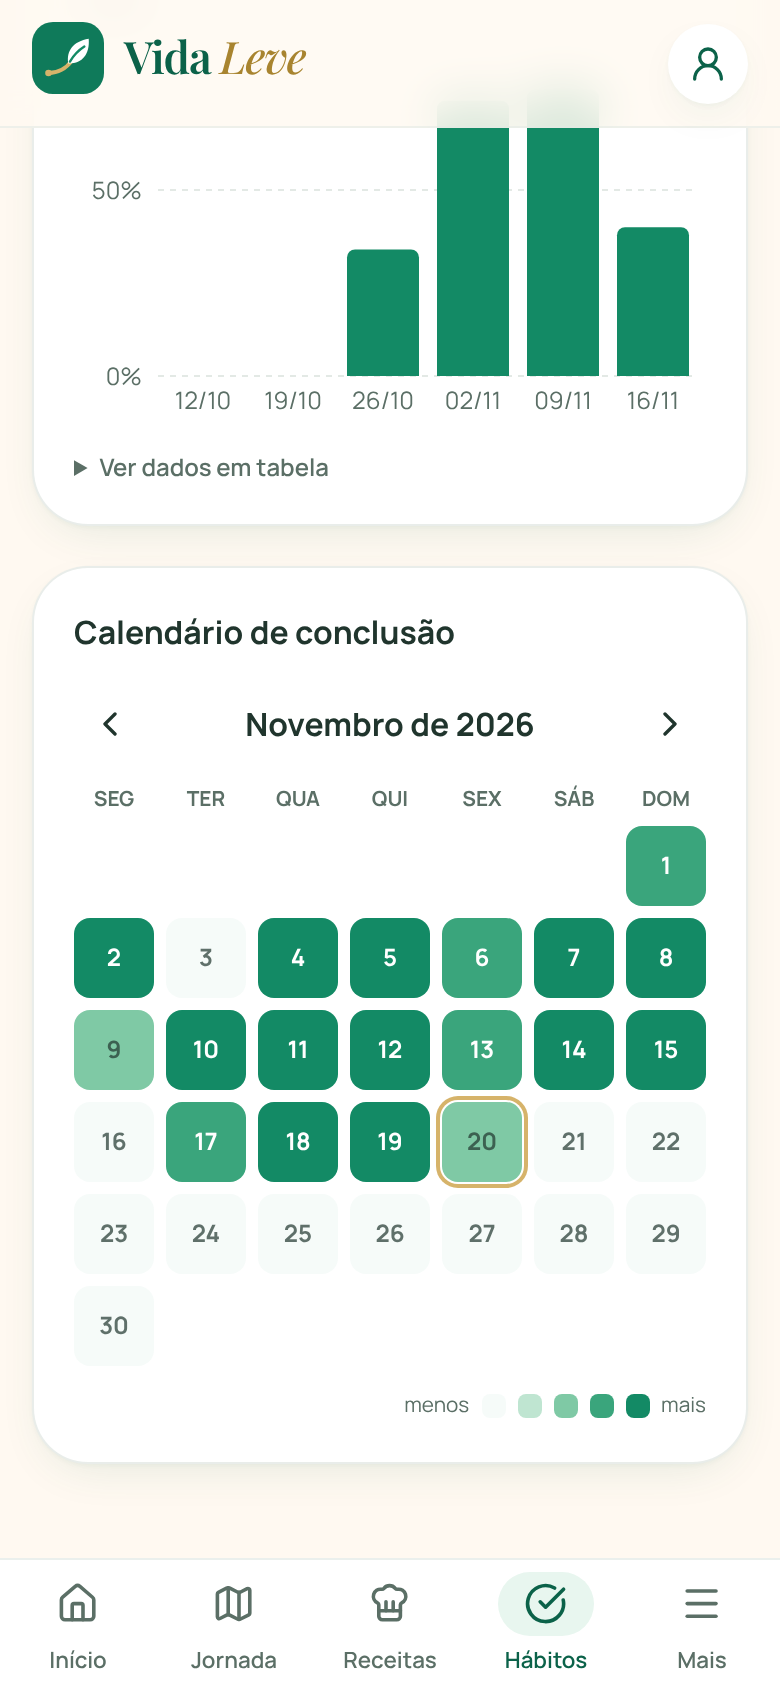 Vida Leve
50%
0%
12/10 19/10 26/10 02/11 09/11 16/11
Ver dados em tabela
Calendário de conclusão
Novembro de 2026
SEG TER QUA QUI SEX SÁB DOM
1
2 3 4 5 6 7 8
9 10 11 12 13 14 15
16 17 18 19 20 21 22
23 24 25 26 27 28 29
30
menos mais
Início Jornada Receitas Hábitos Mais